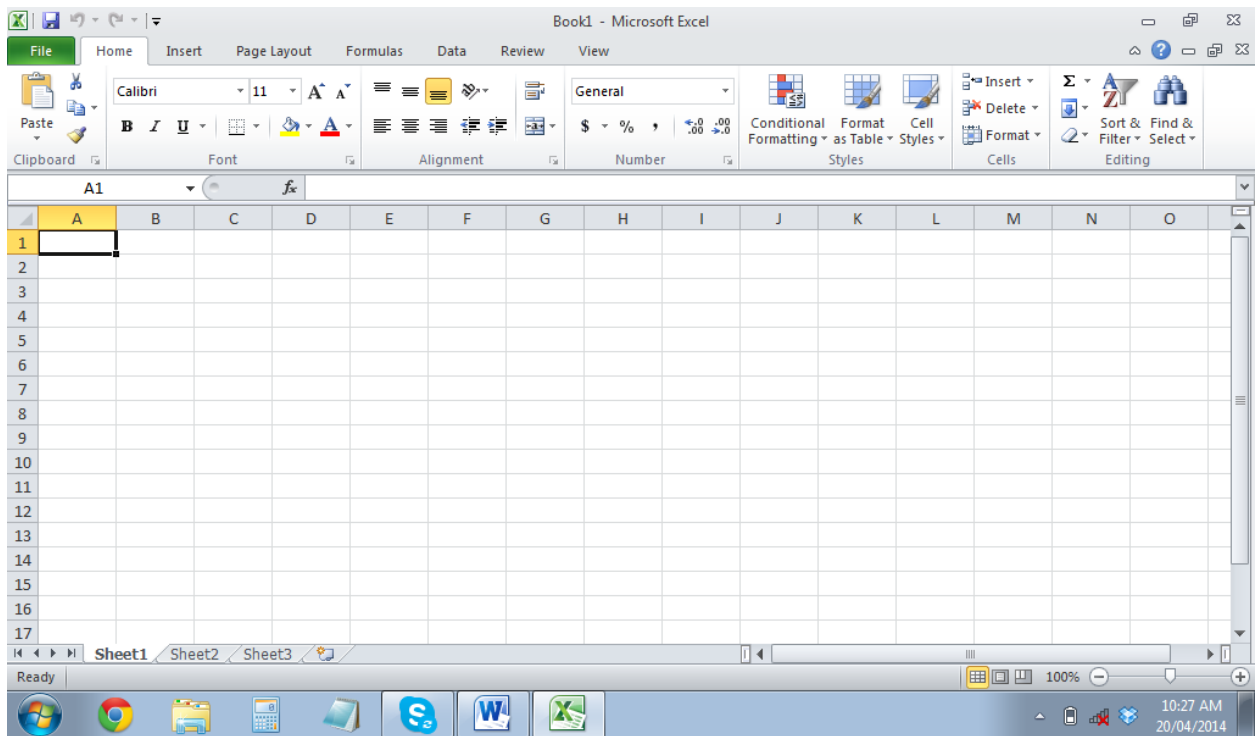 Book1 - Microsoft Excel
File Home Insert Page Layout Formulas Data Review View
Calibri 11 General
Paste B I U $ % , Conditional Formatting Format as Table Cell Styles Insert Delete Format Σ Sort & Filter Find & Select
Clipboard Font Alignment Number Styles Cells Editing
A1 fx
A B C D E F G H I J K L M N O
1
2
3
4
5
6
7
8
9
10
11
12
13
14
15
16
17
Sheet1 Sheet2 Sheet3
Ready 100%
10:27 AM
20/04/2014